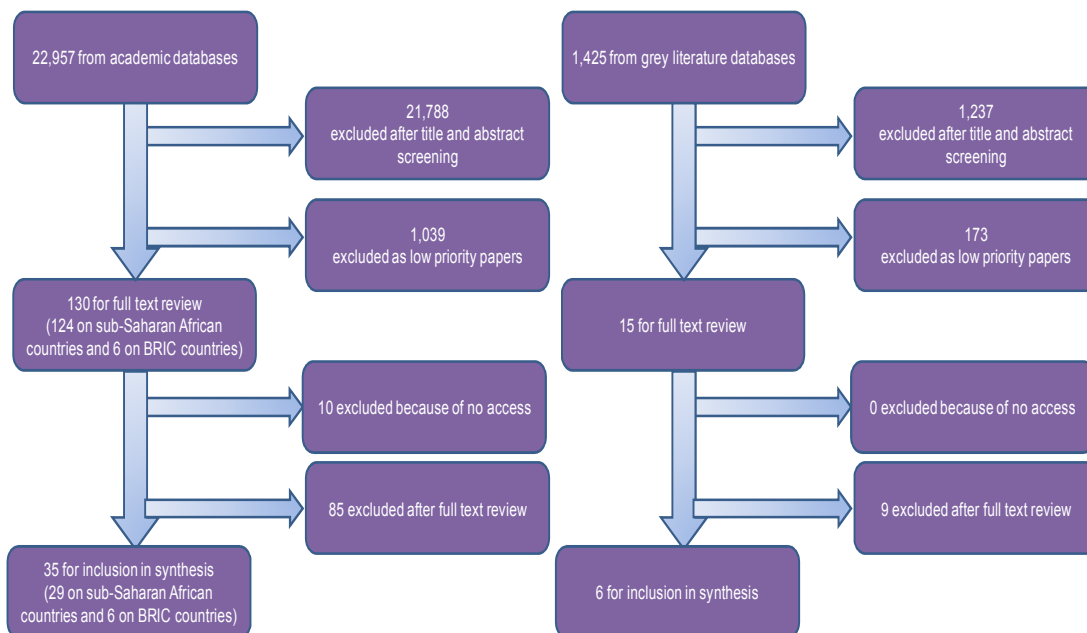 22,957 from academic databases
21,788
excluded after title and abstract
screening
1,039
excluded as low priority papers
130 for full text review
(124 on sub-Saharan African
countries and 6 on BRIC countries)
10 excluded because of no access
85 excluded after full text review
35 for inclusion in synthesis
(29 on sub-Saharan African
countries and 6 on BRIC countries)
1,425 from grey literature databases
1,237
excluded after title and abstract
screening
173
excluded as low priority papers
15 for full text review
0 excluded because of no access
9 excluded after full text review
6 for inclusion in synthesis